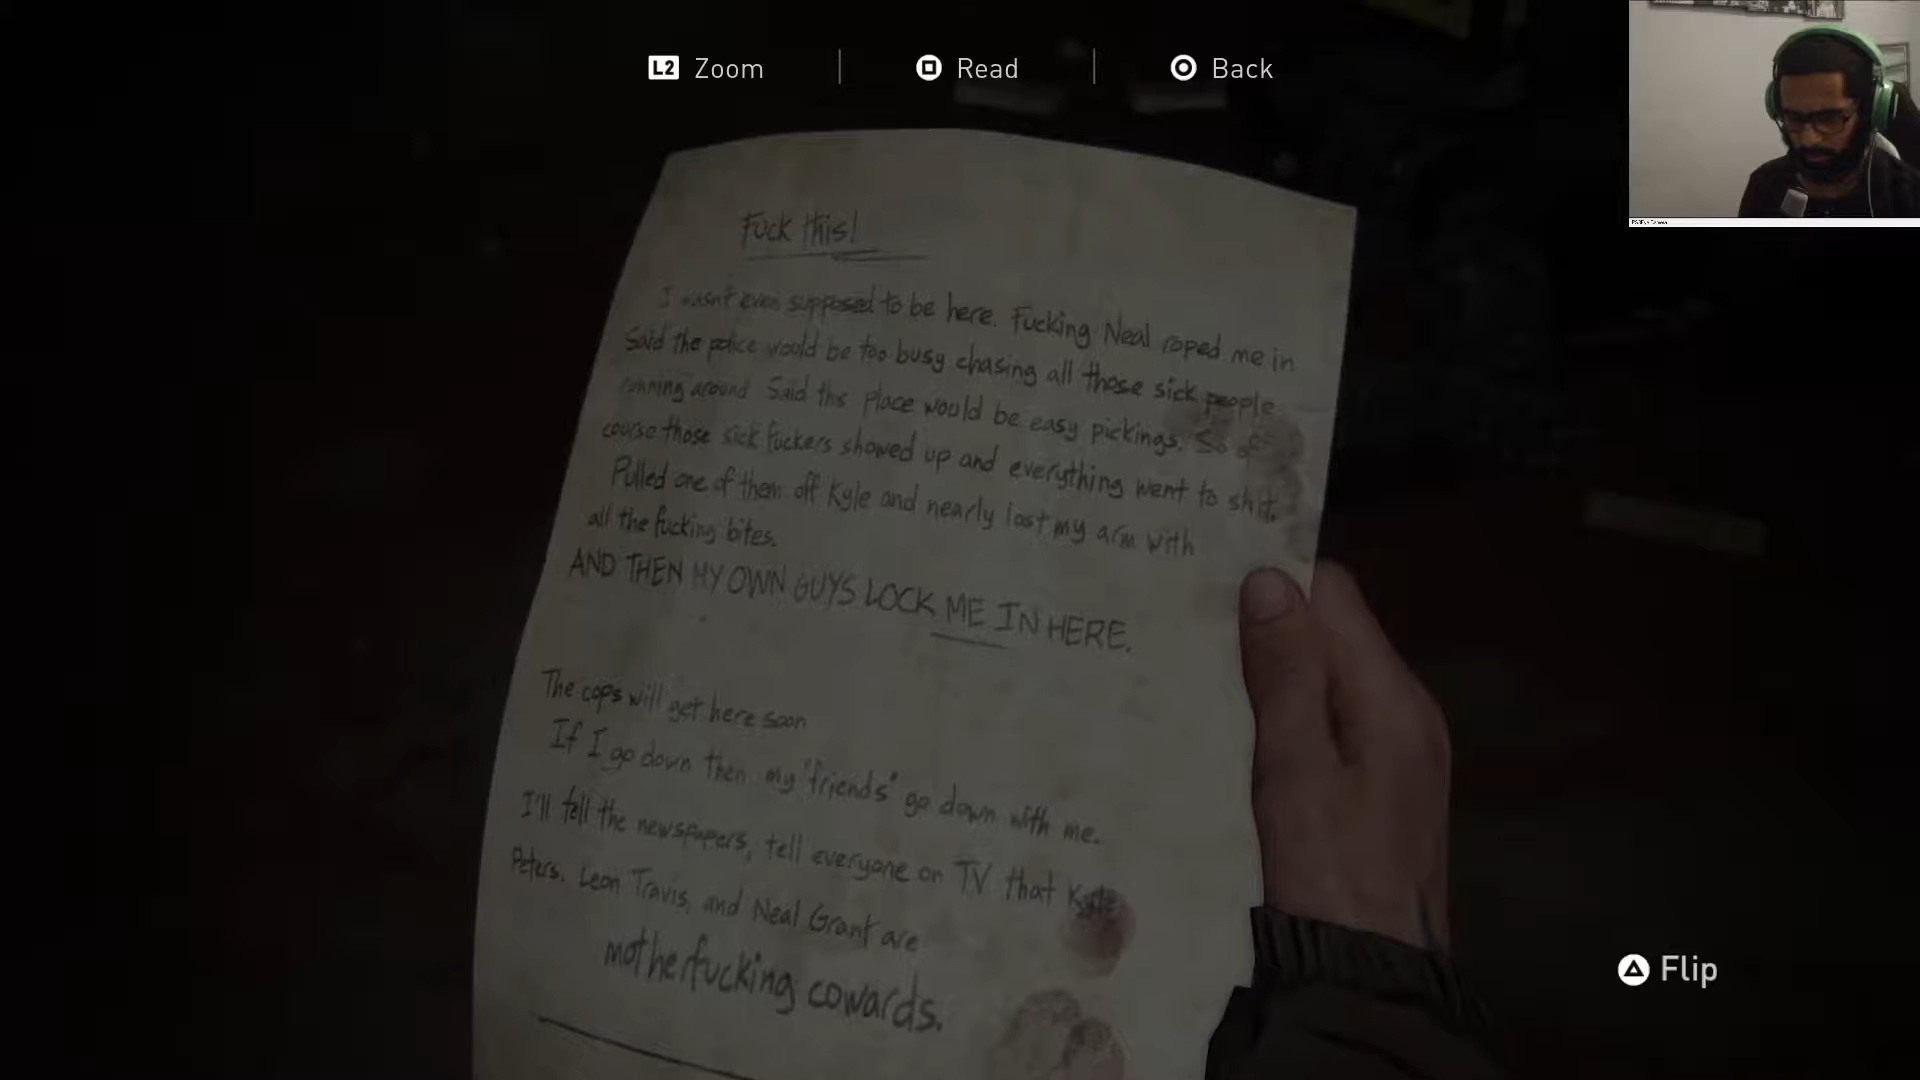 L2 Zoom
Read
Back
Fuck this!
I wasn't even supposed to be here. Fucking Neal roped me in
Said the police would be too busy chasing all those sick people
running around Said this place would be easy pickings. So of
course those sick fuckers showed up and everything went to shit.
Pulled one of them off Kyle and nearly lost my arm with
all the fucking bites.
AND THEN MY OWN GUYS LOCK ME IN HERE.
The cops will get here soon
If I go down then my "friends" go down with me.
I'll tell the newspapers, tell everyone on TV that Kyle
Peters, Leon Travis, and Neal Grant are
motherfucking cowards.
Flip